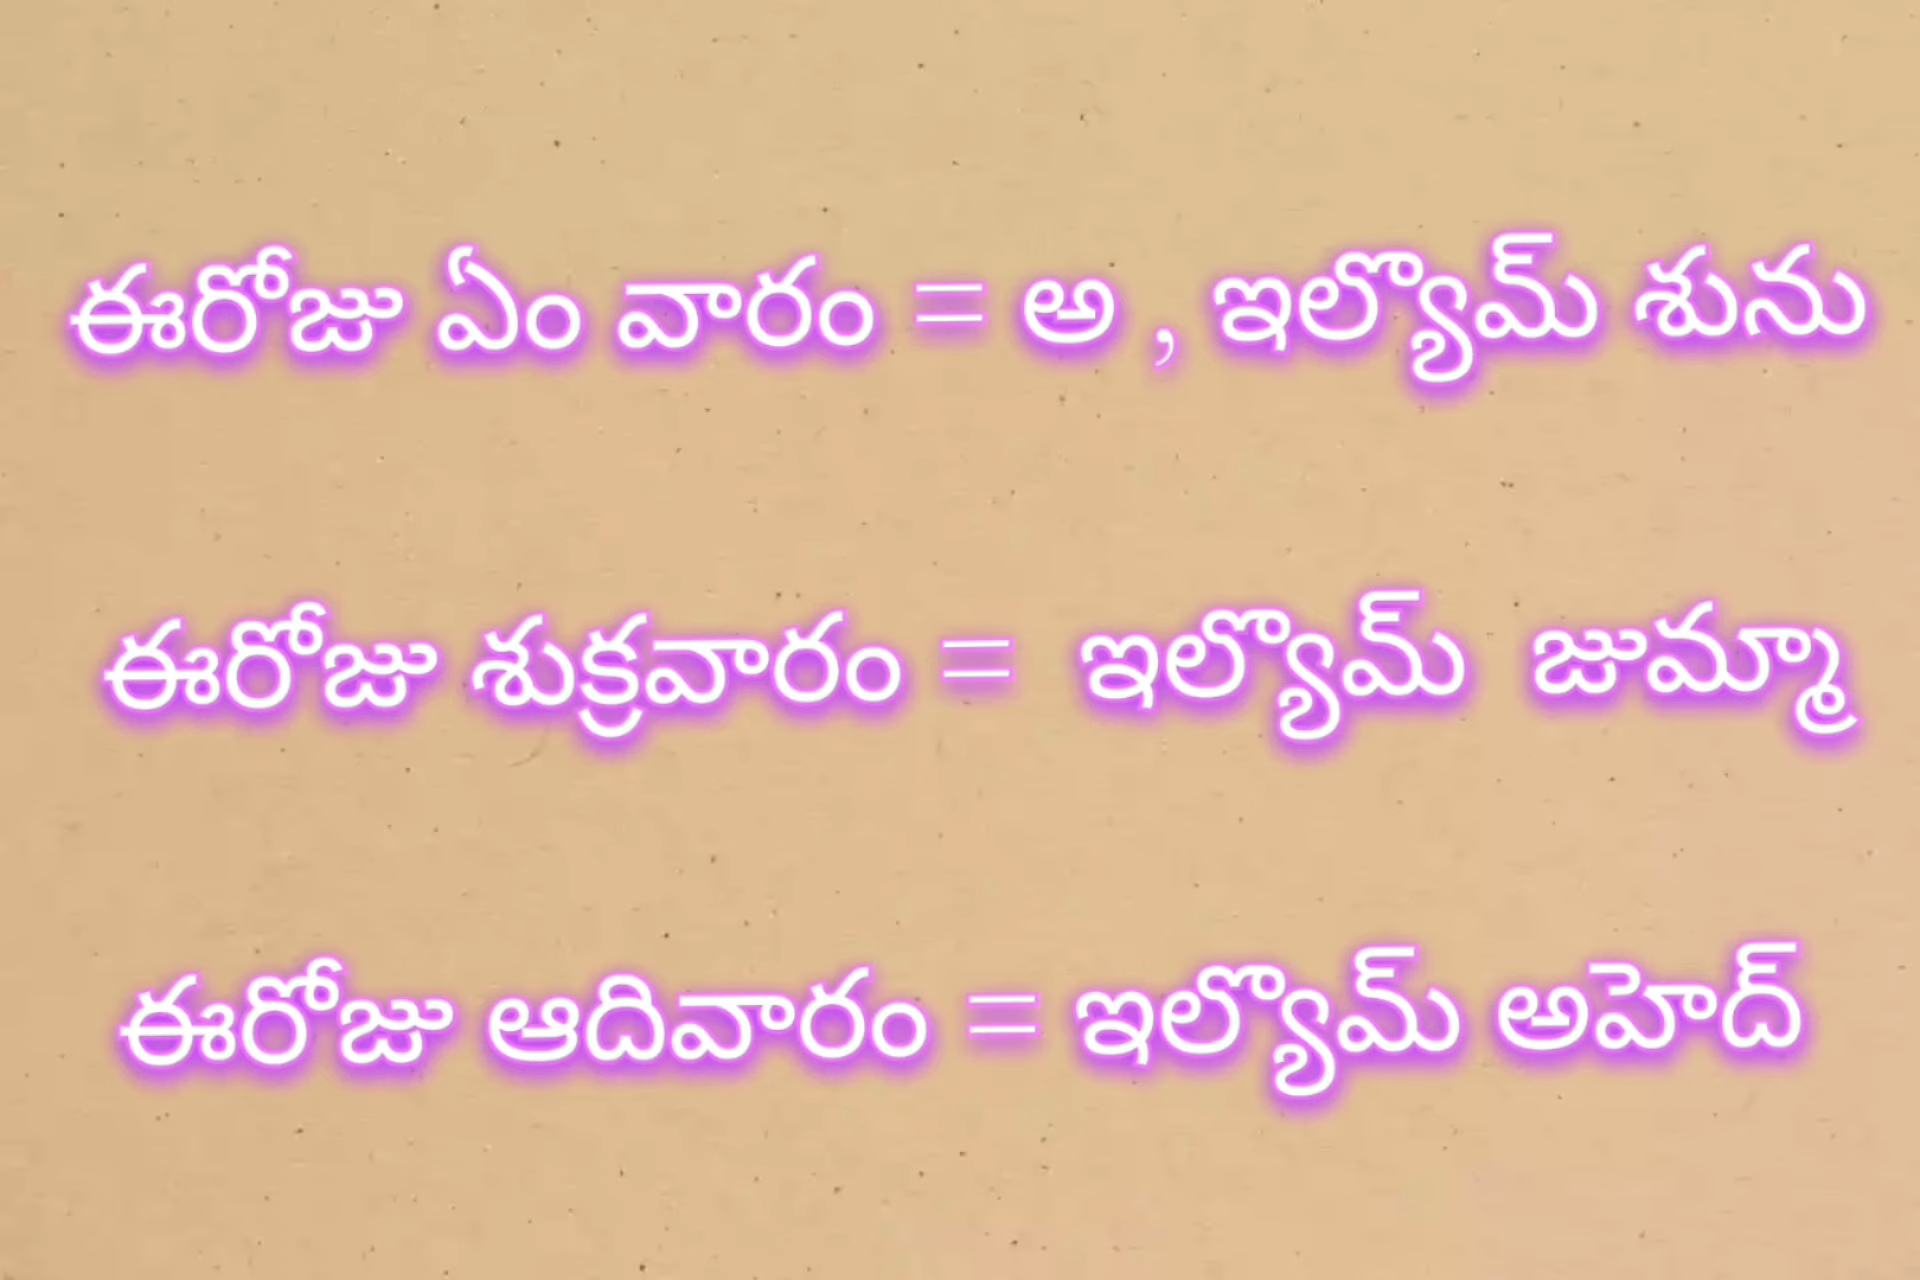 ఈరోజు ఏం వారం = అ , ఇల్యొమ్ శును
ఈరోజు శుక్రవారం = ఇల్యొమ్ జుమ్మా
ఈరోజు ఆదివారం = ఇల్యొమ్ అహెద్